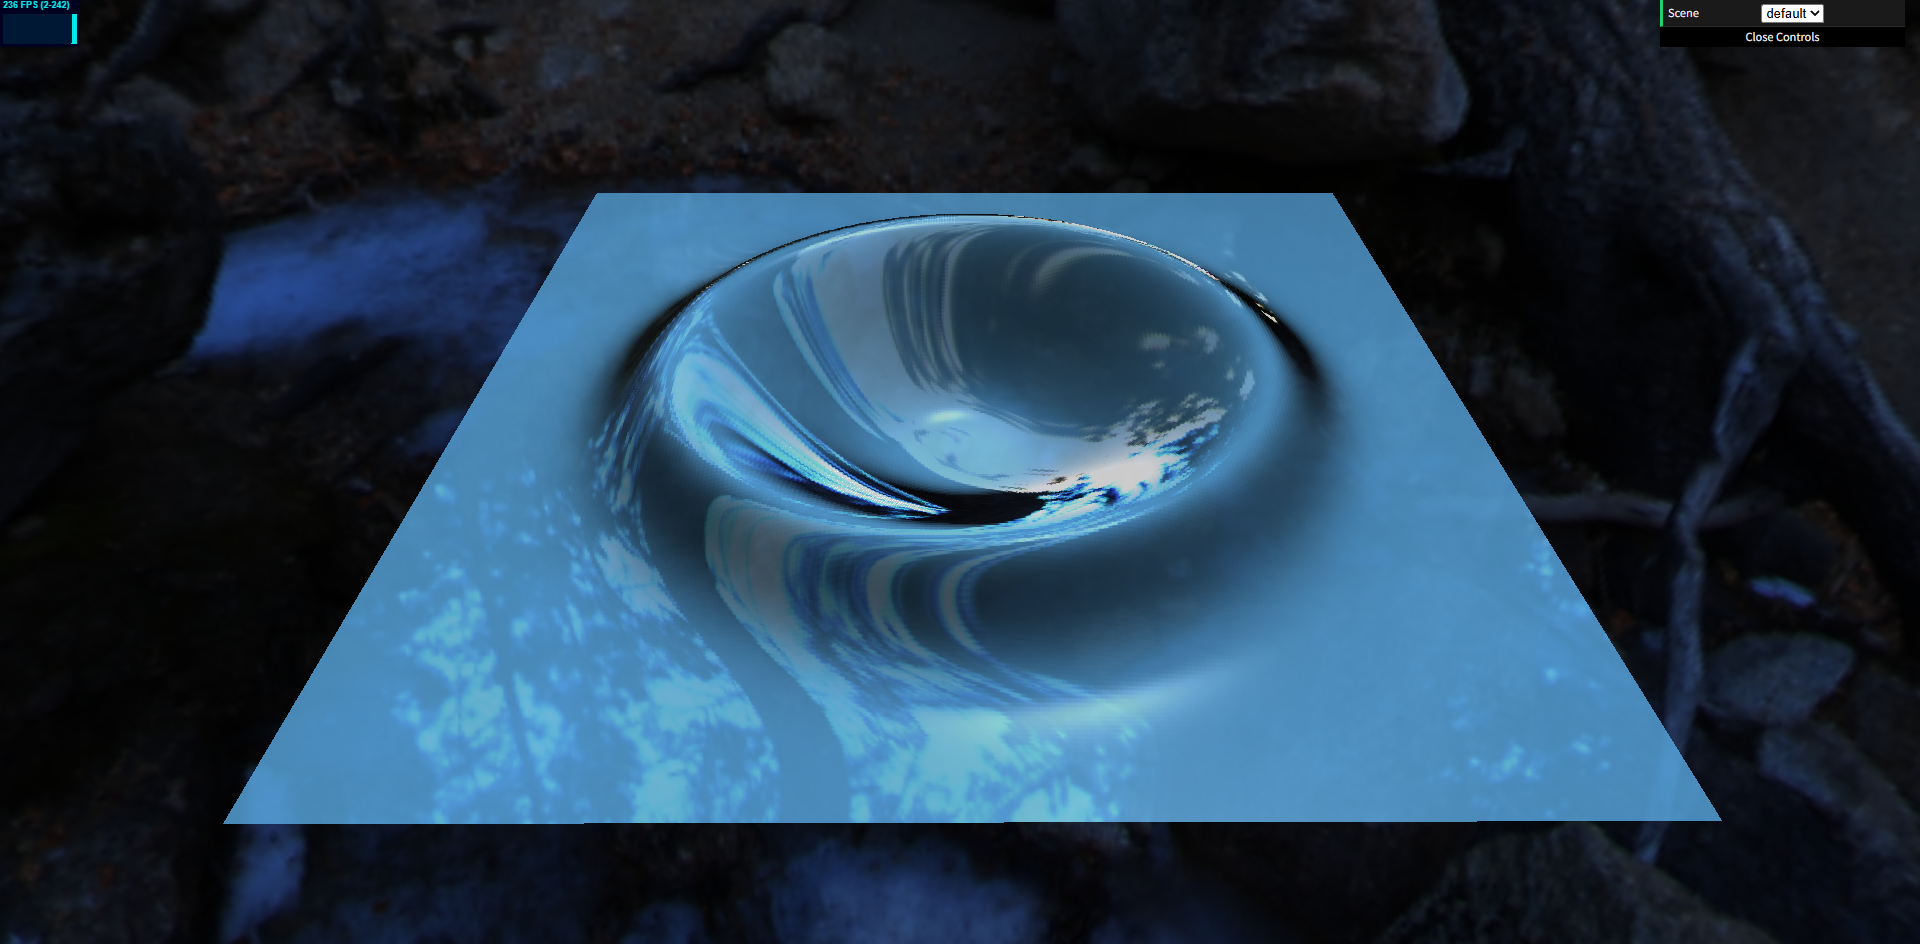 236 FPS (2-242)
Scene
default
Close Controls